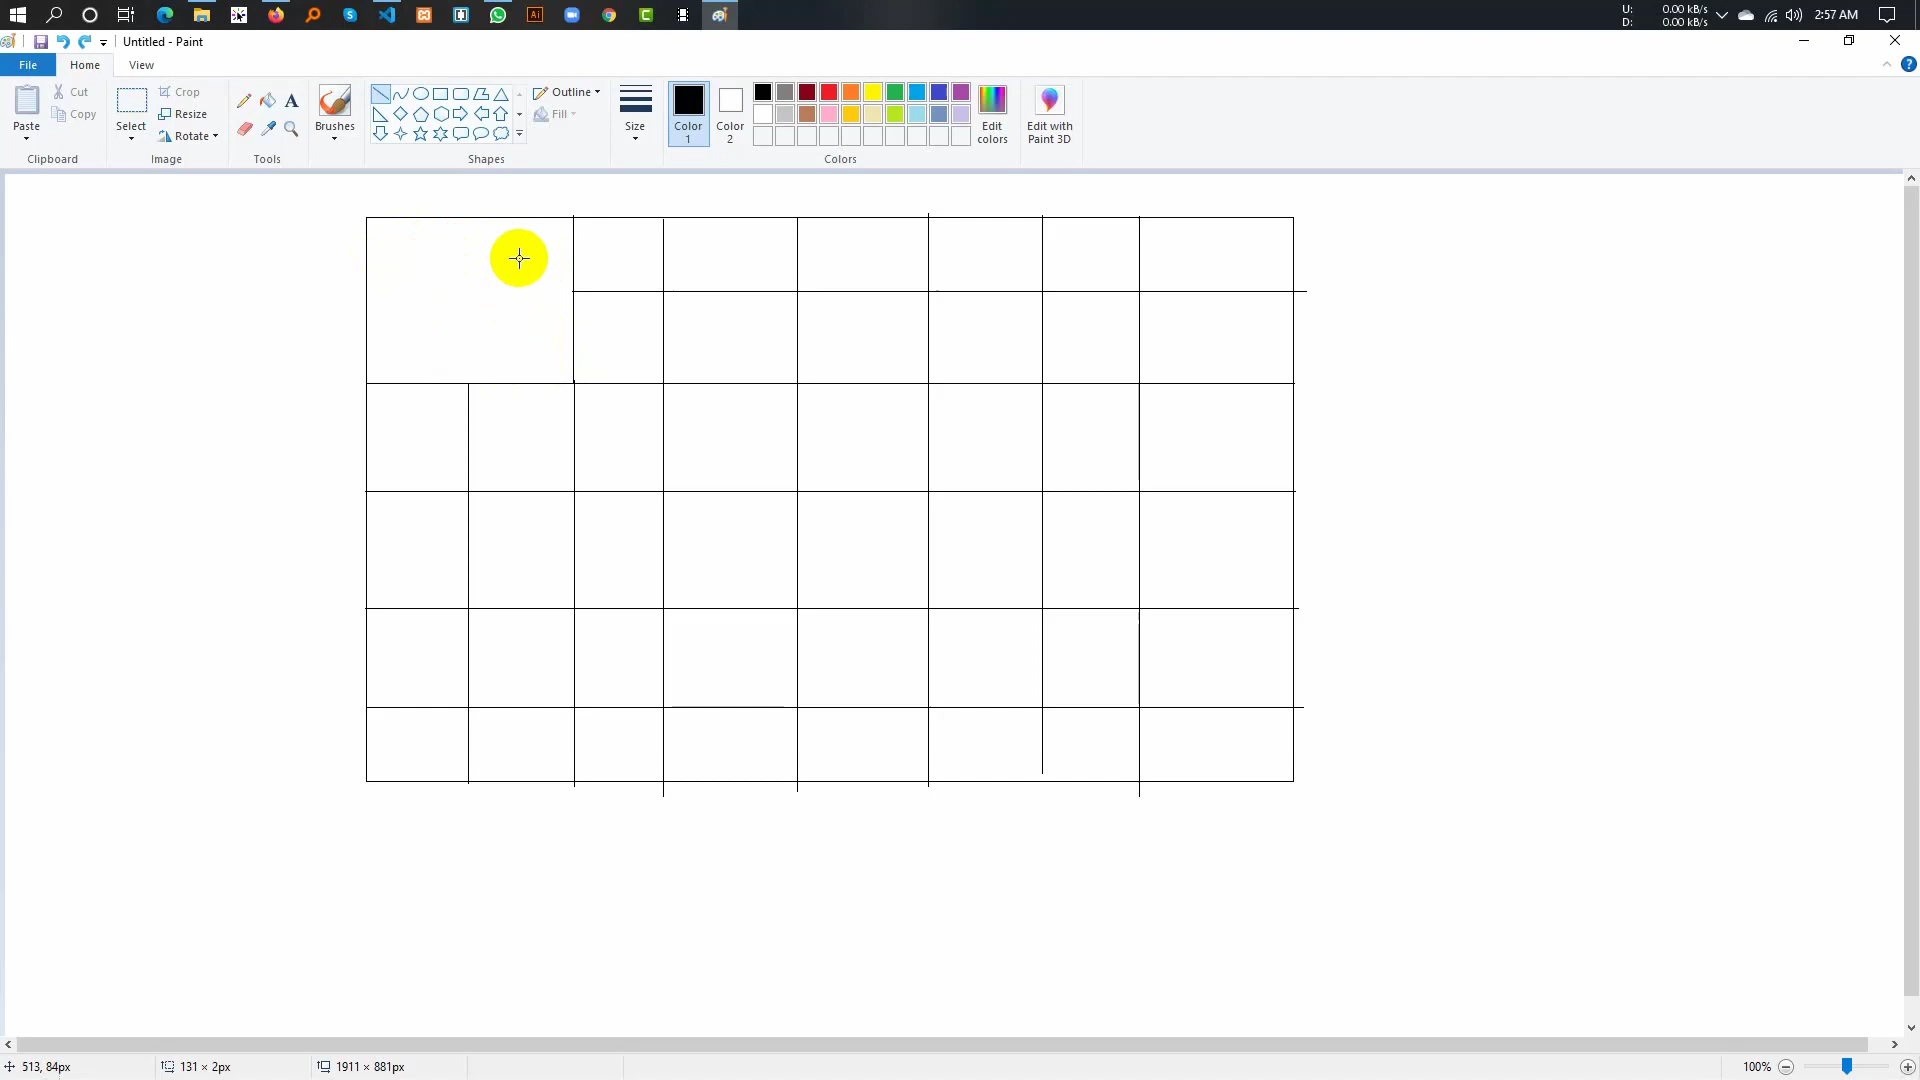 U: 0.00 kB/s
D: 0.00 kB/s
2:57 AM
Untitled - Paint
File Home View
Paste
Cut
Copy
Clipboard
Select
Crop
Resize
Rotate
Image
A
Tools
Brushes
Shapes
Outline
Fill
Size
Color 1
Color 2
Colors
Edit colors
Edit with Paint 3D
513, 84px
131 × 2px
1911 × 881px
100%